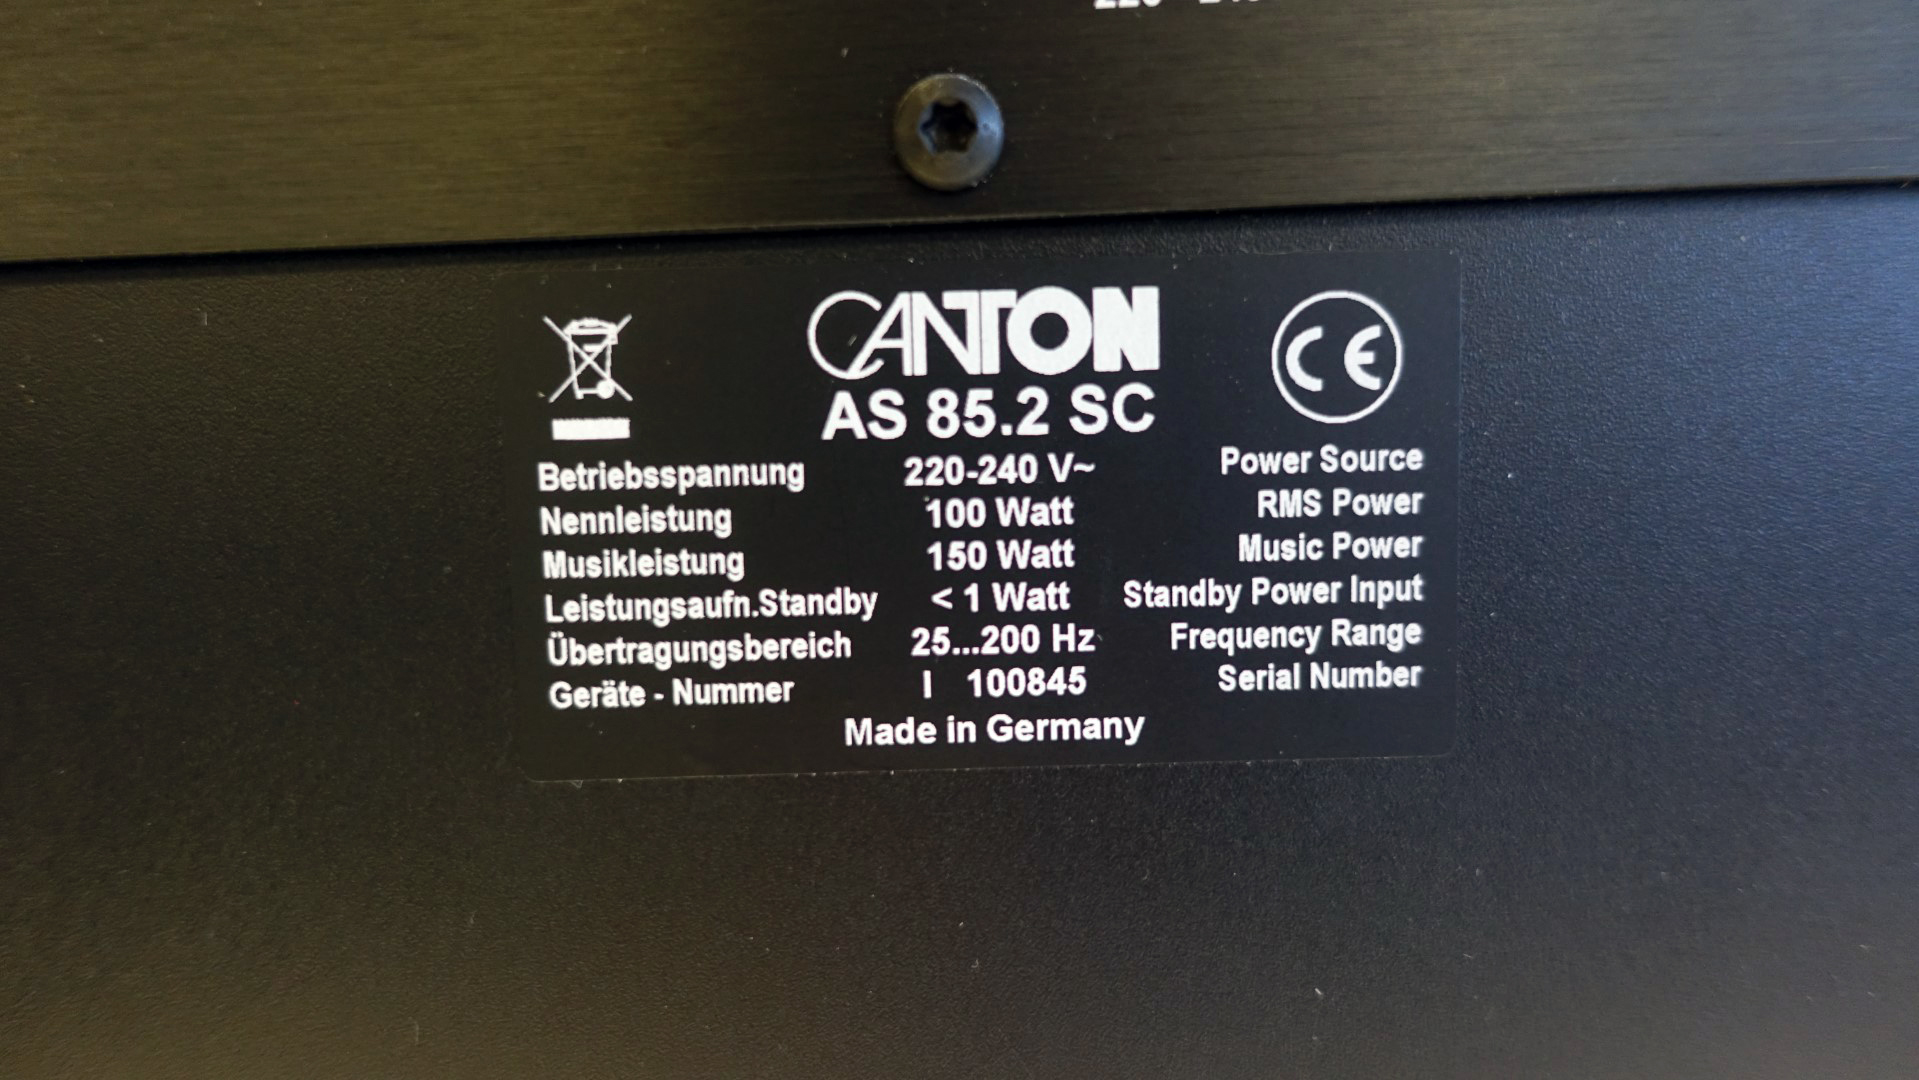 CANTON
AS 85.2 SC
Betriebsspannung 220-240 V~ Power Source
Nennleistung 100 Watt RMS Power
Musikleistung 150 Watt Music Power
Leistungsaufn.Standby < 1 Watt Standby Power Input
Übertragungsbereich 25...200 Hz Frequency Range
Geräte - Nummer I 100845 Serial Number
Made in Germany
CE